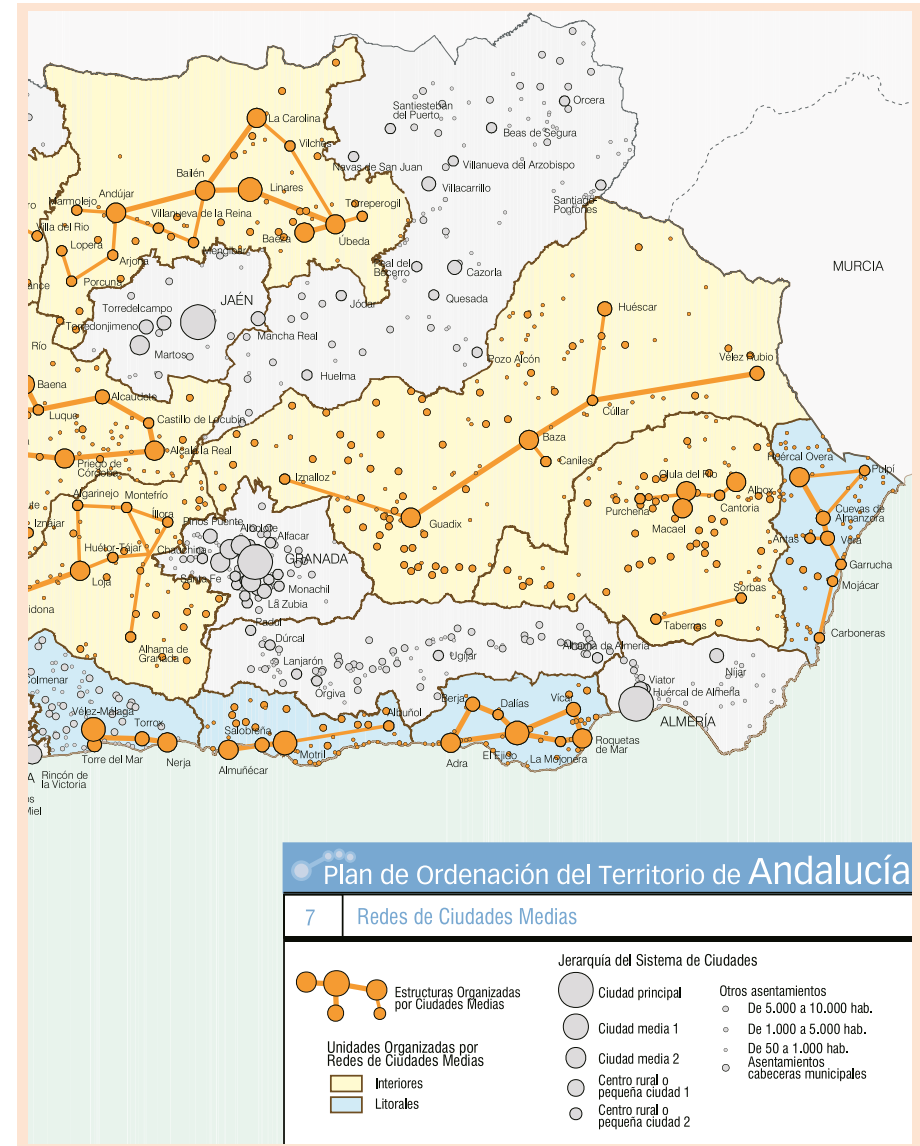 Santiesteban
del Puerto
Orcera
La Carolina
Beas de Segura
Vilches
Navas de San Juan
Villanueva del Arzobispo
Bailén
Linares
Villacarrillo
Andújar
Santiago-
Pontones
Marmolejo
Villanueva de la Reina
Torreperogil
Villa del Rio
Baeza
Úbeda
Lopera
Mengíbar
Arjona
Peal del
Becerro
Cazorla
MURCIA
Porcuna
JAÉN
Quesada
Torredelcampo
Jódar
Huéscar
Torredonjimeno
Mancha Real
Río
Martos
Pozo Alcón
Vélez Rubio
Huelma
Baena
Alcaudete
Luque
Castillo de Locubín
Cúllar
Baza
Alcalá la Real
Priego de
Córdoba
Caniles
Huércal Overa
Pulpí
Iznalloz
Olula del Río
Albox
Algarinejo
Montefrío
Purchena
Cantoria
Cuevas de
Almanzora
Iznájar
Íllora
Pinos Puente
Albolote
Guadix
Macael
Alfacar
Antas
Vera
Huétor-Tájar
Chauchina
GRANADA
Garrucha
Loja
Santa Fe
Monachil
Sorbas
Mojácar
La Zubia
Tabernas
Carboneras
Padul
Dúrcal
Alhama de
Granada
Lanjarón
Ugíjar
Alhama de Almería
Níjar
Órgiva
Viator
Huércal de Almería
Colmenar
Berja
Dalías
Vícar
ALMERÍA
Vélez-Málaga
Torrox
Salobreña
Albuñol
Torre del Mar
Nerja
Almuñécar
Motril
Adra
El Ejido
La Mojonera
Roquetas
de Mar
Rincón de
la Victoria
Plan de Ordenación del Territorio de Andalucía
7 Redes de Ciudades Medias
Estructuras Organizadas
por Ciudades Medias
Unidades Organizadas por
Redes de Ciudades Medias
Interiores
Litorales
Jerarquía del Sistema de Ciudades
Ciudad principal
Ciudad media 1
Ciudad media 2
Centro rural o
pequeña ciudad 1
Centro rural o
pequeña ciudad 2
Otros asentamientos
De 5.000 a 10.000 hab.
De 1.000 a 5.000 hab.
De 50 a 1.000 hab.
Asentamientos
cabeceras municipales